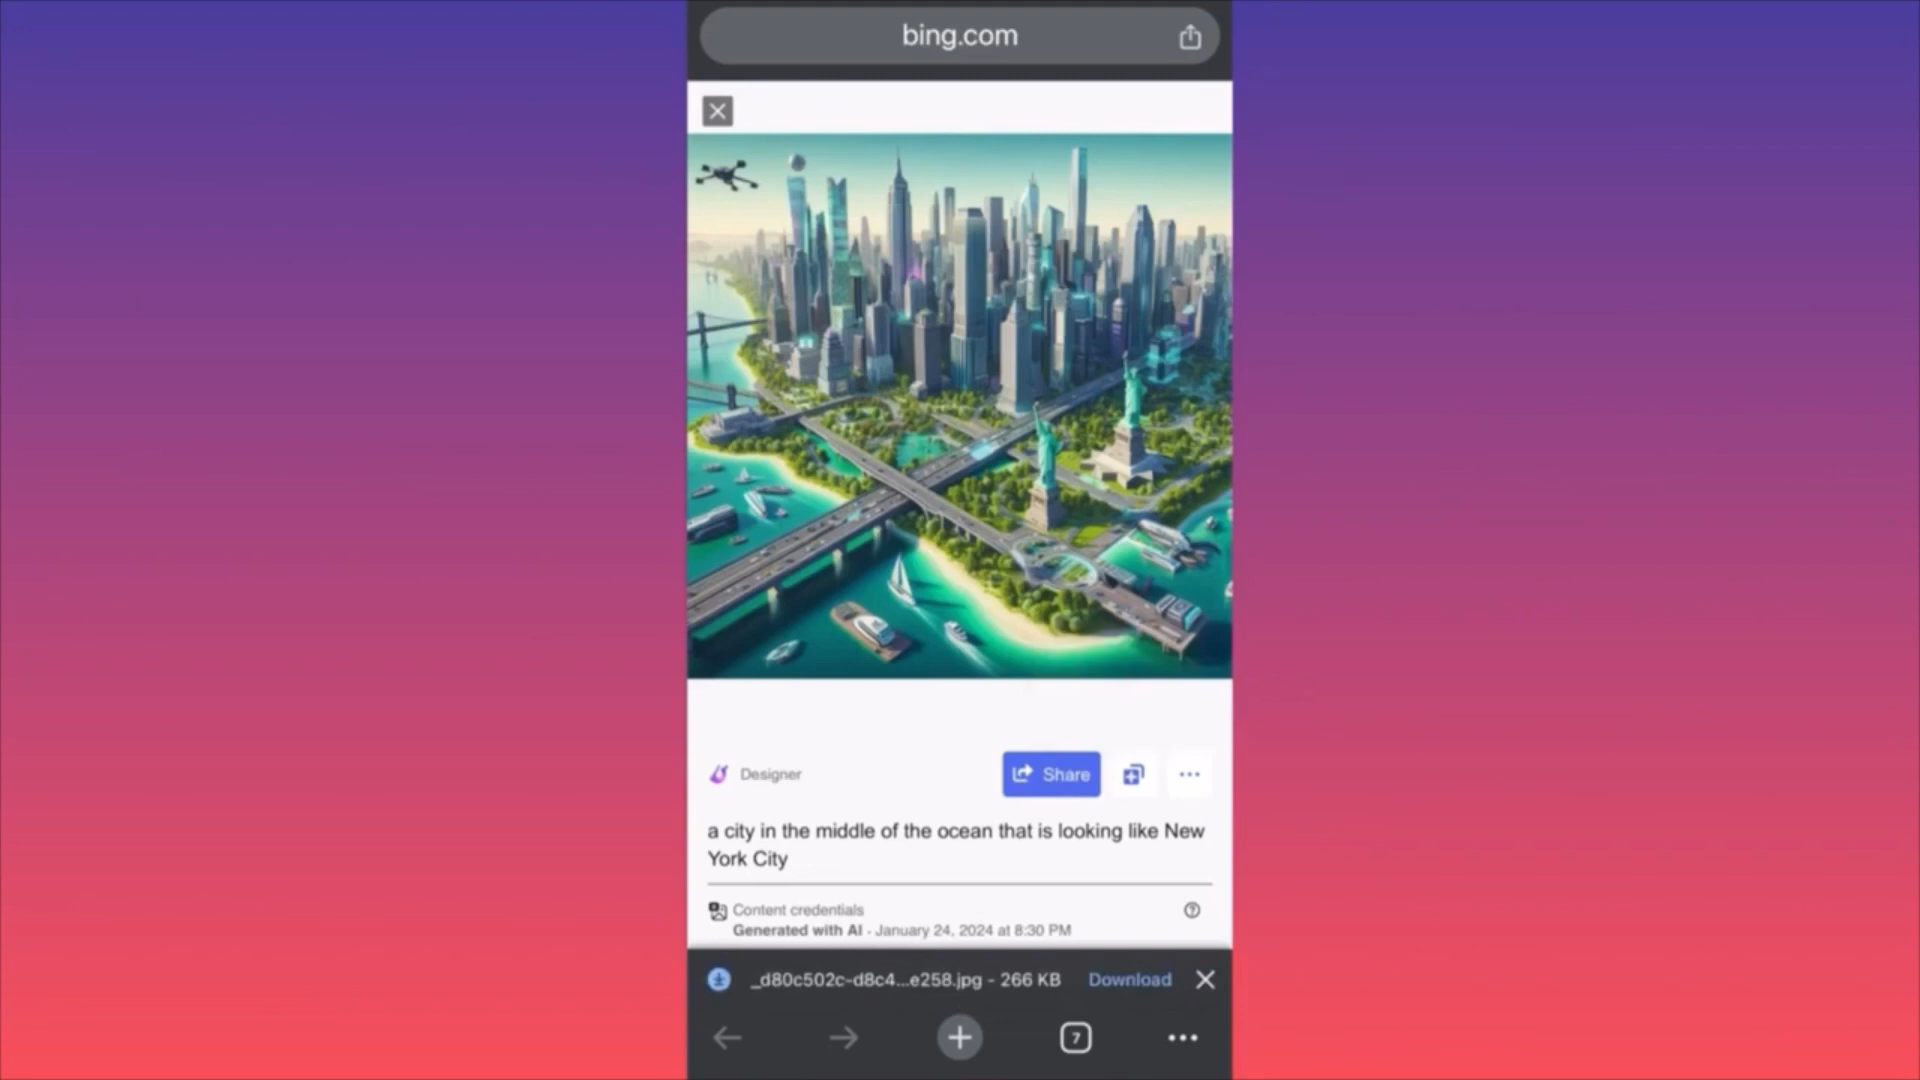 bing.com
Designer
Share
a city in the middle of the ocean that is looking like New
York City
Content credentials
Generated with AI - January 24, 2024 at 8:30 PM
_d80c502c-d8c4...e258.jpg - 266 KB Download
7